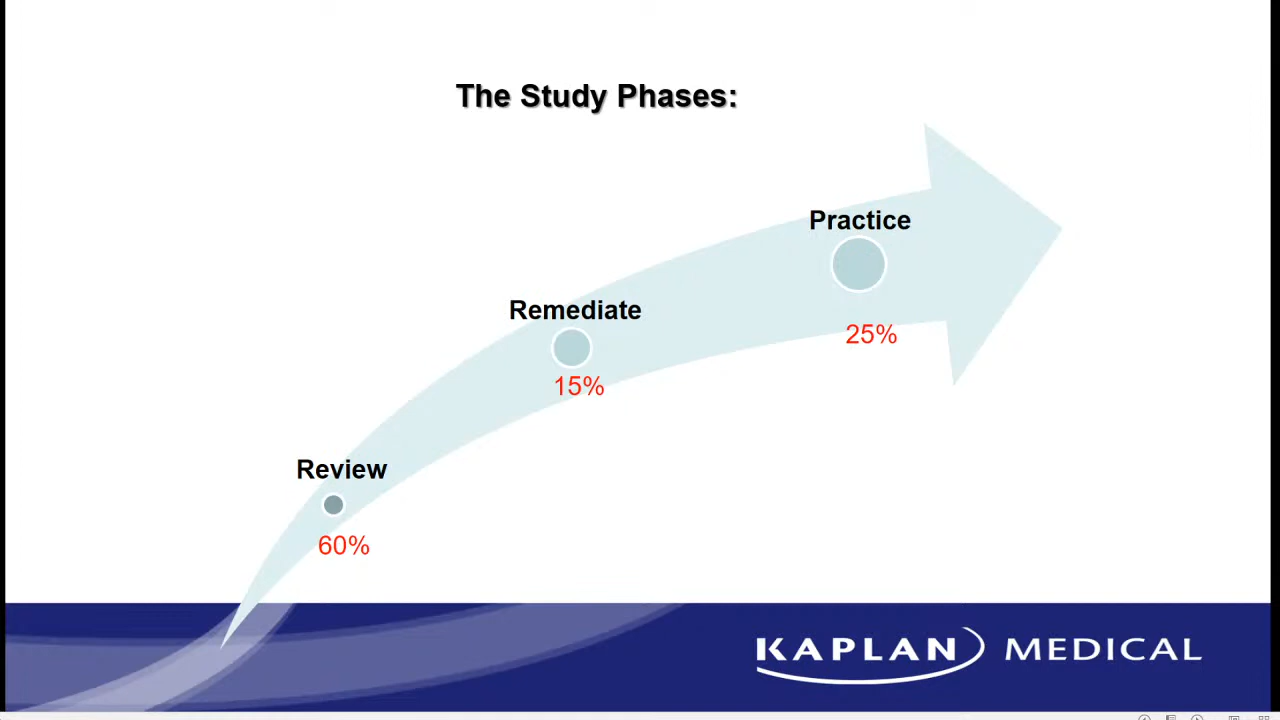 The Study Phases:
Practice
25%
Remediate
15%
Review
60%
KAPLAN MEDICAL